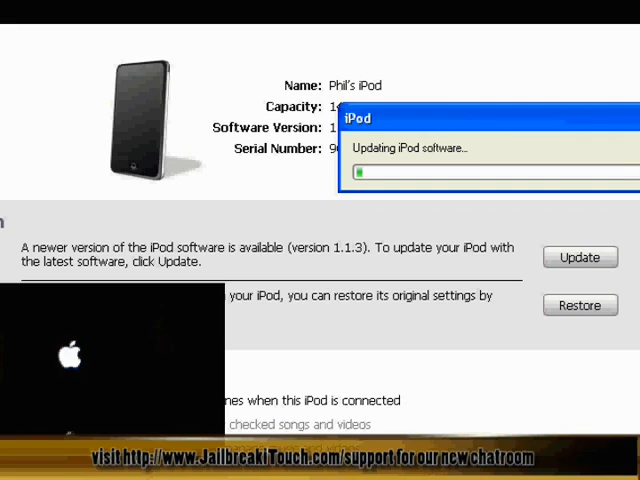 Name: Phil's iPod
Capacity:
Software Version: 1
Serial Number: 9
iPod
Updating iPod software...
A newer version of the iPod software is available (version 1.1.3). To update your iPod with
the latest software, click Update.
Update
your iPod, you can restore its original settings by
Restore
when this iPod is connected
checked songs and videos
visit http://www.JailbreakiTouch.com/support for our new chatroom